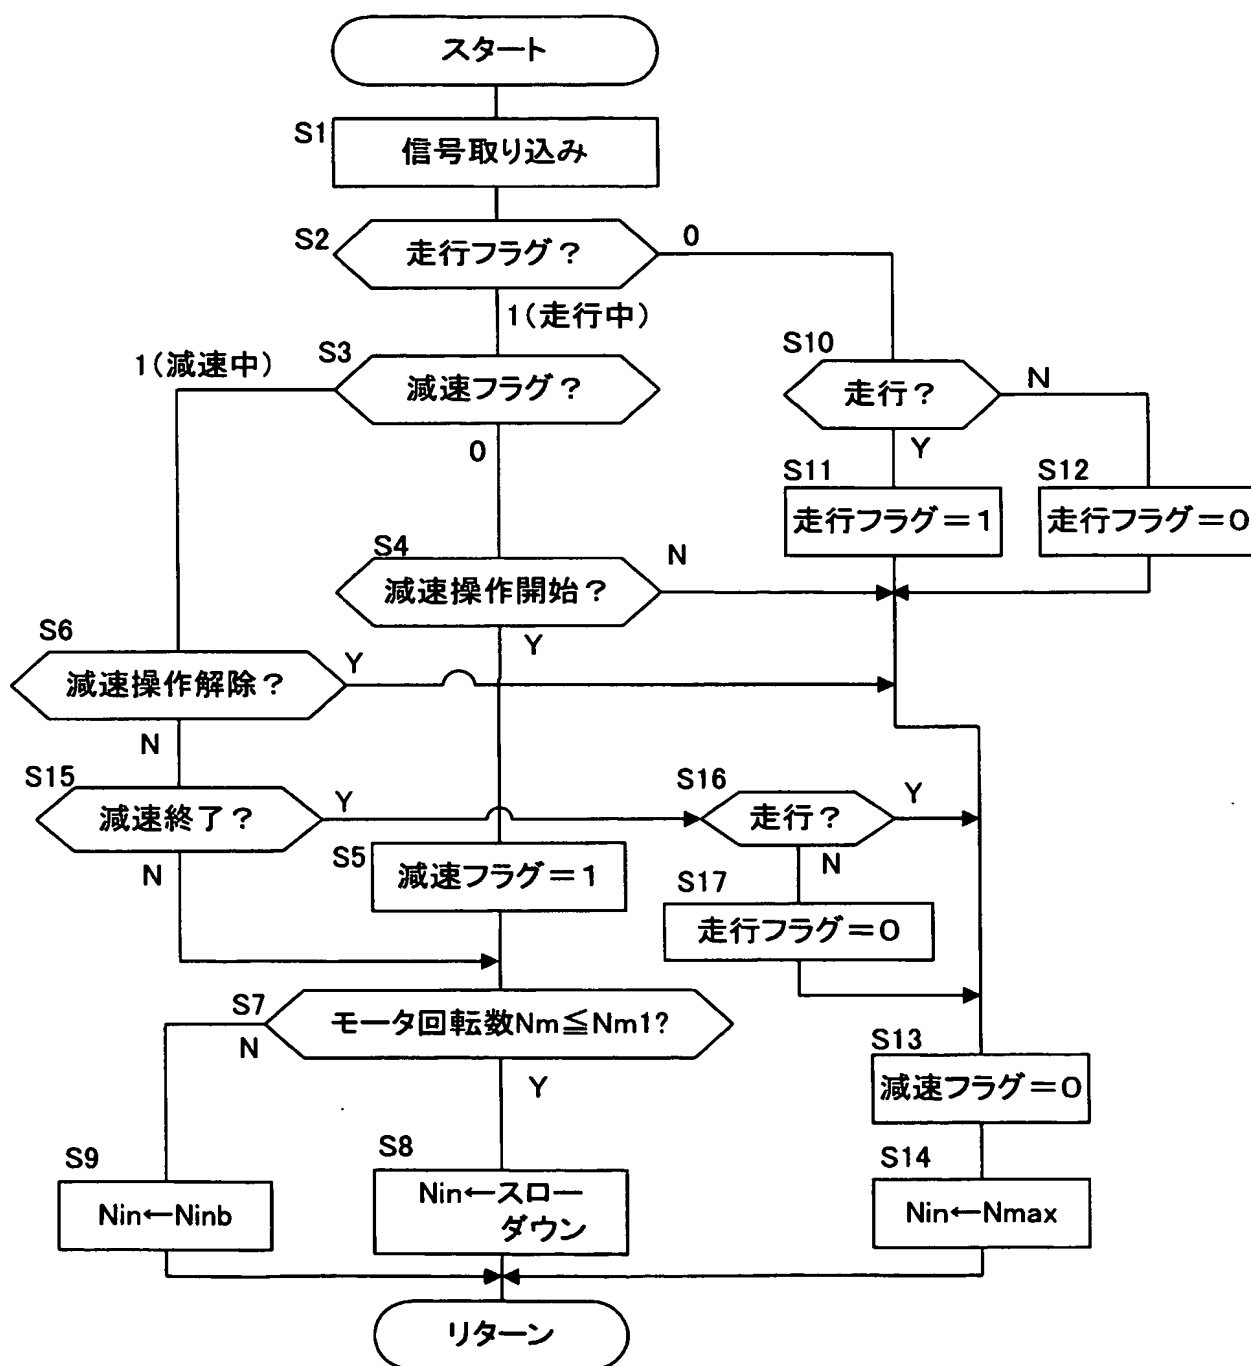 スタート
S1
信号取り込み
S2
走行フラグ?
0
1(走行中)
S3
1(減速中)
減速フラグ?
0
S10
走行?
N
Y
S11
走行フラグ=1
S12
走行フラグ=0
S4
減速操作開始?
N
Y
S6
減速操作解除?
Y
N
S15
減速終了?
Y
N
S16
走行?
Y
N
S5
減速フラグ=1
S17
走行フラグ=0
S7
モータ回転数Nm≦Nm1?
N
Y
S13
減速フラグ=0
S9
Nin←Ninb
S8
Nin←スロー
ダウン
S14
Nin←Nmax
リターン